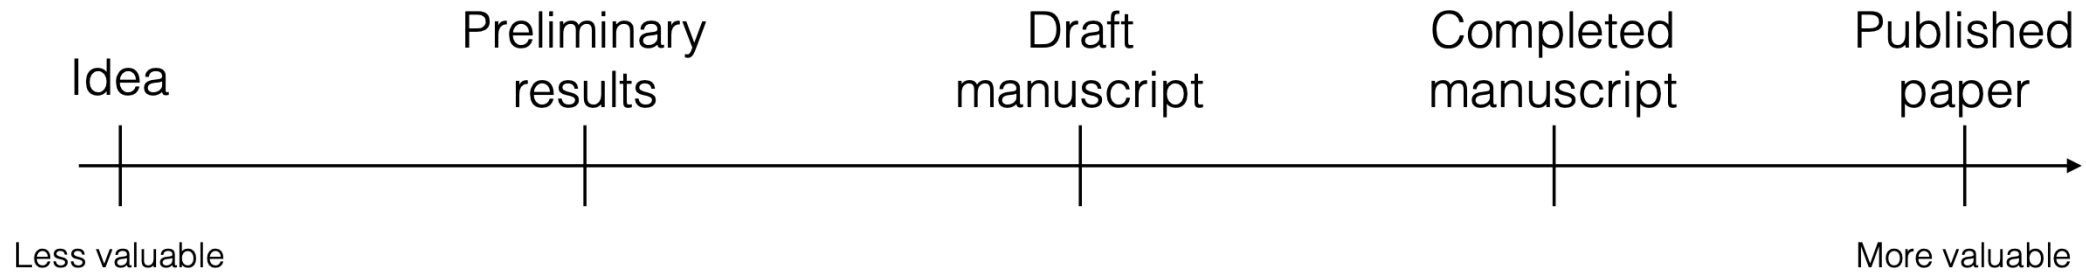 Idea
Preliminary
results
Draft
manuscript
Completed
manuscript
Published
paper
Less valuable
More valuable